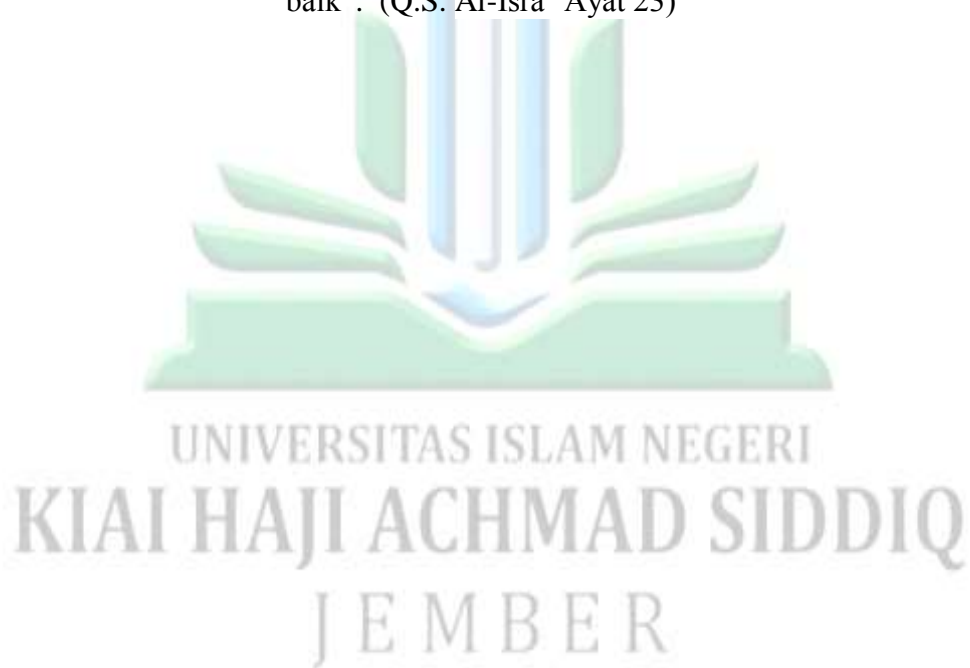 baik". (Q.S. Al-Isra' Ayat 23)
UNIVERSITAS ISLAM NEGERI
KIAI HAJI ACHMAD SIDDIQ
JEMBER